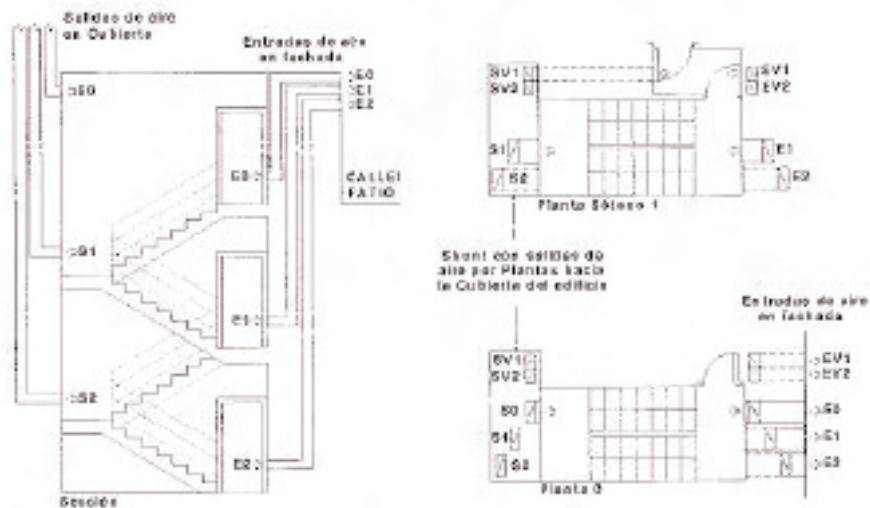 Salidas de aire
en Cubierta
Entradas de aire
en fachada
E0
E1
E2
S0
E0
CALLE/
PATIO
S1
E1
S2
E2
Sección
SV1
SV2
EV1
EV2
S1
E1
S2
E2
Planta Sótano 1
Shunt con salidas de
aire por Plantas hacia
la Cubierta del edificio
Entradas de aire
en fachada
SV1
SV2
EV1
EV2
S0
E0
S1
E1
S2
E2
Planta 0